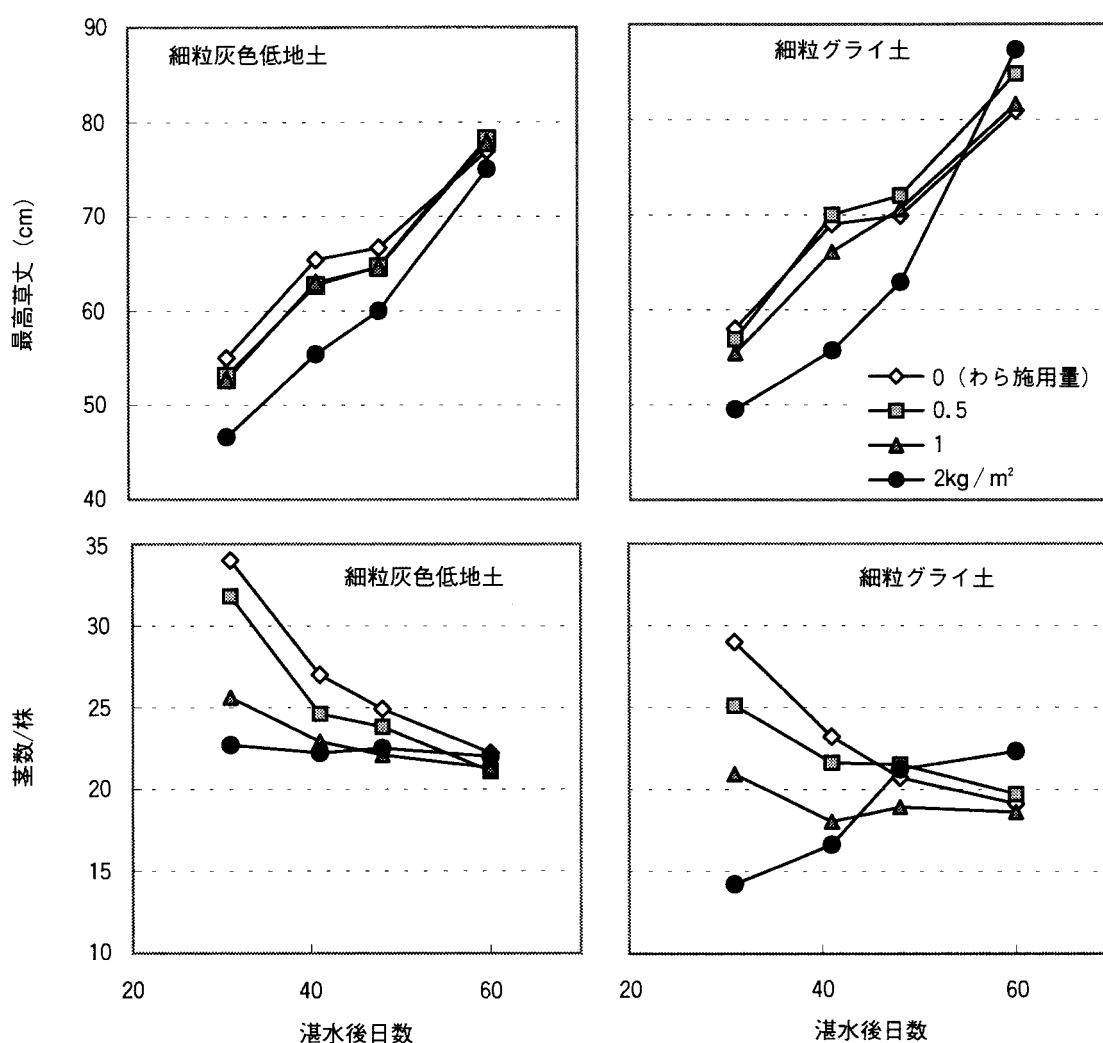 90
80
70
60
50
40
最高草丈 (cm)
細粒灰色低地土
細粒グライ土
0 (わら施用量)
0.5
1
2kg/m²
35
30
25
20
15
10
茎数/株
細粒灰色低地土
細粒グライ土
20 40 60
20 40 60
湛水後日数
湛水後日数